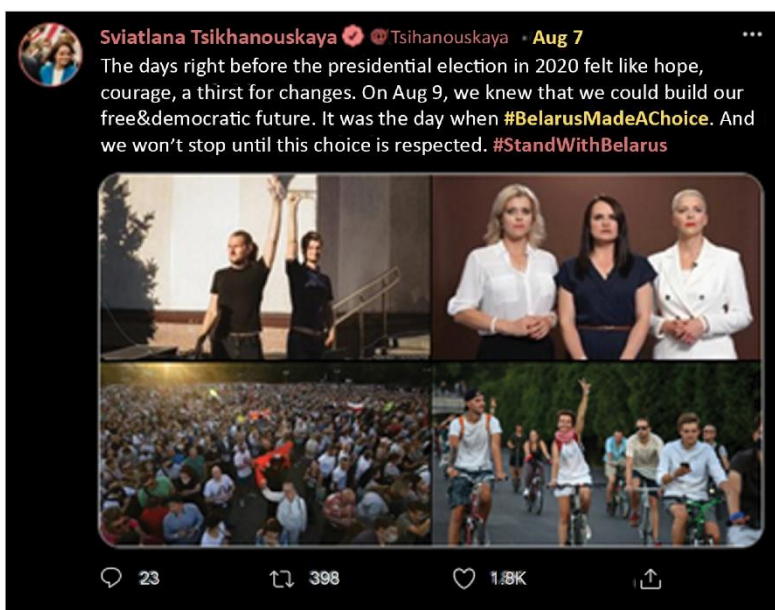 Sviatlana Tsikhanouskaya @Tsihanouskaya · Aug 7
The days right before the presidential election in 2020 felt like hope,
courage, a thirst for changes. On Aug 9, we knew that we could build our
free&democratic future. It was the day when #BelarusMadeAChoice. And
we won't stop until this choice is respected. #StandWithBelarus
23 398 1.8K